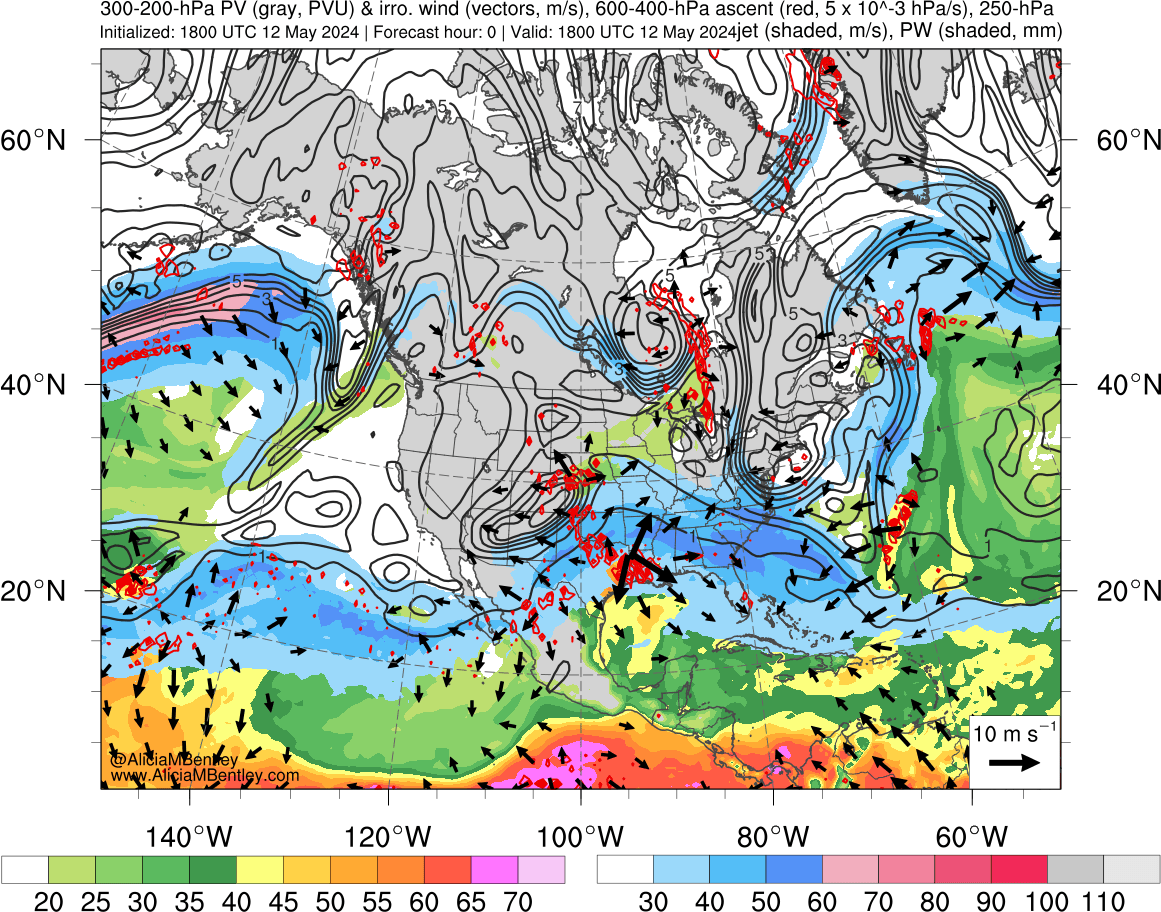 300-200-hPa PV (gray, PVU) & irro. wind (vectors, m/s), 600-400-hPa ascent (red, 5 x 10^-3 hPa/s), 250-hPa
Initialized: 1800 UTC 12 May 2024 | Forecast hour: 0 | Valid: 1800 UTC 12 May 2024jet (shaded, m/s), PW (shaded, mm)
60°N 60°N
40°N 40°N
20°N 20°N
5
3
1
5
5
5
3
3
1
1
1
10 m s⁻¹
@AliciaMBentley
www.AliciaMBentley.com
140°W 120°W 100°W 80°W 60°W
20 25 30 35 40 45 50 55 60 65 70 30 40 50 60 70 80 90 100 110